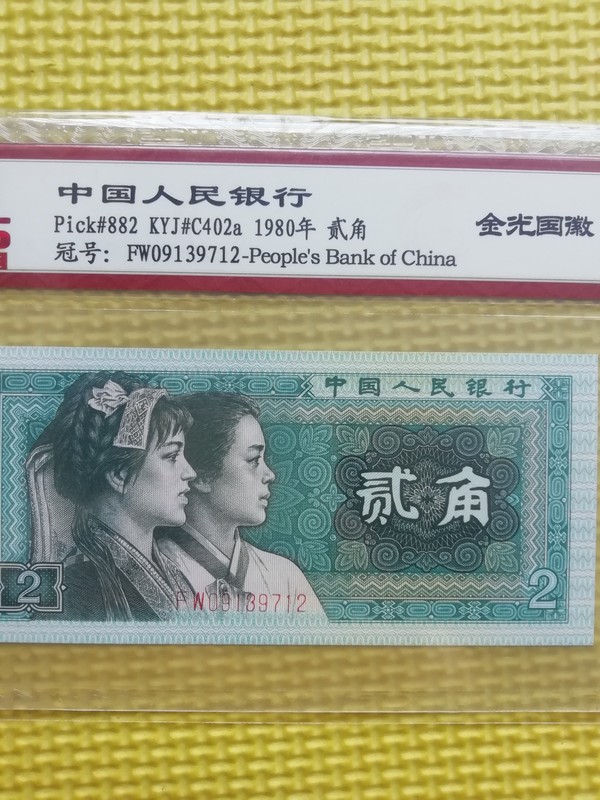 中国人民银行
Pick#882 KYJ#C402a 1980年 贰角
金光国徽
冠号: FW09139712-People's Bank of China
5
中国人民银行
贰角
2
2
FW09139712